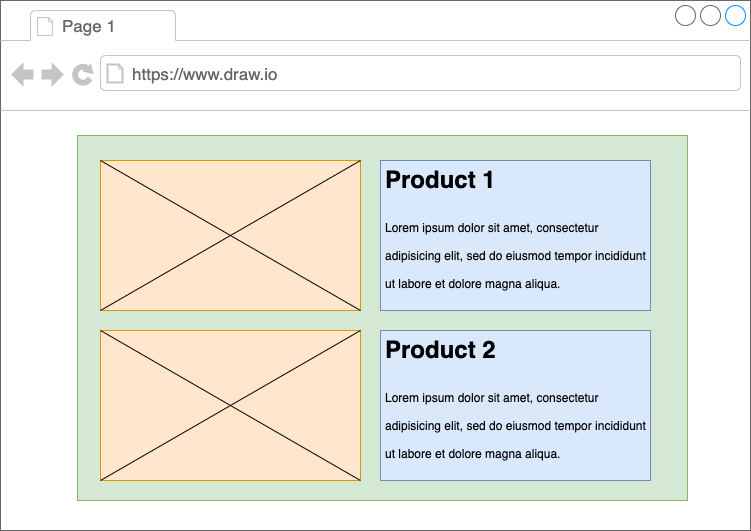 Page 1
https://www.draw.io
Product 1
Lorem ipsum dolor sit amet, consectetur
adipisicing elit, sed do eiusmod tempor incididunt
ut labore et dolore magna aliqua.
Product 2
Lorem ipsum dolor sit amet, consectetur
adipisicing elit, sed do eiusmod tempor incididunt
ut labore et dolore magna aliqua.